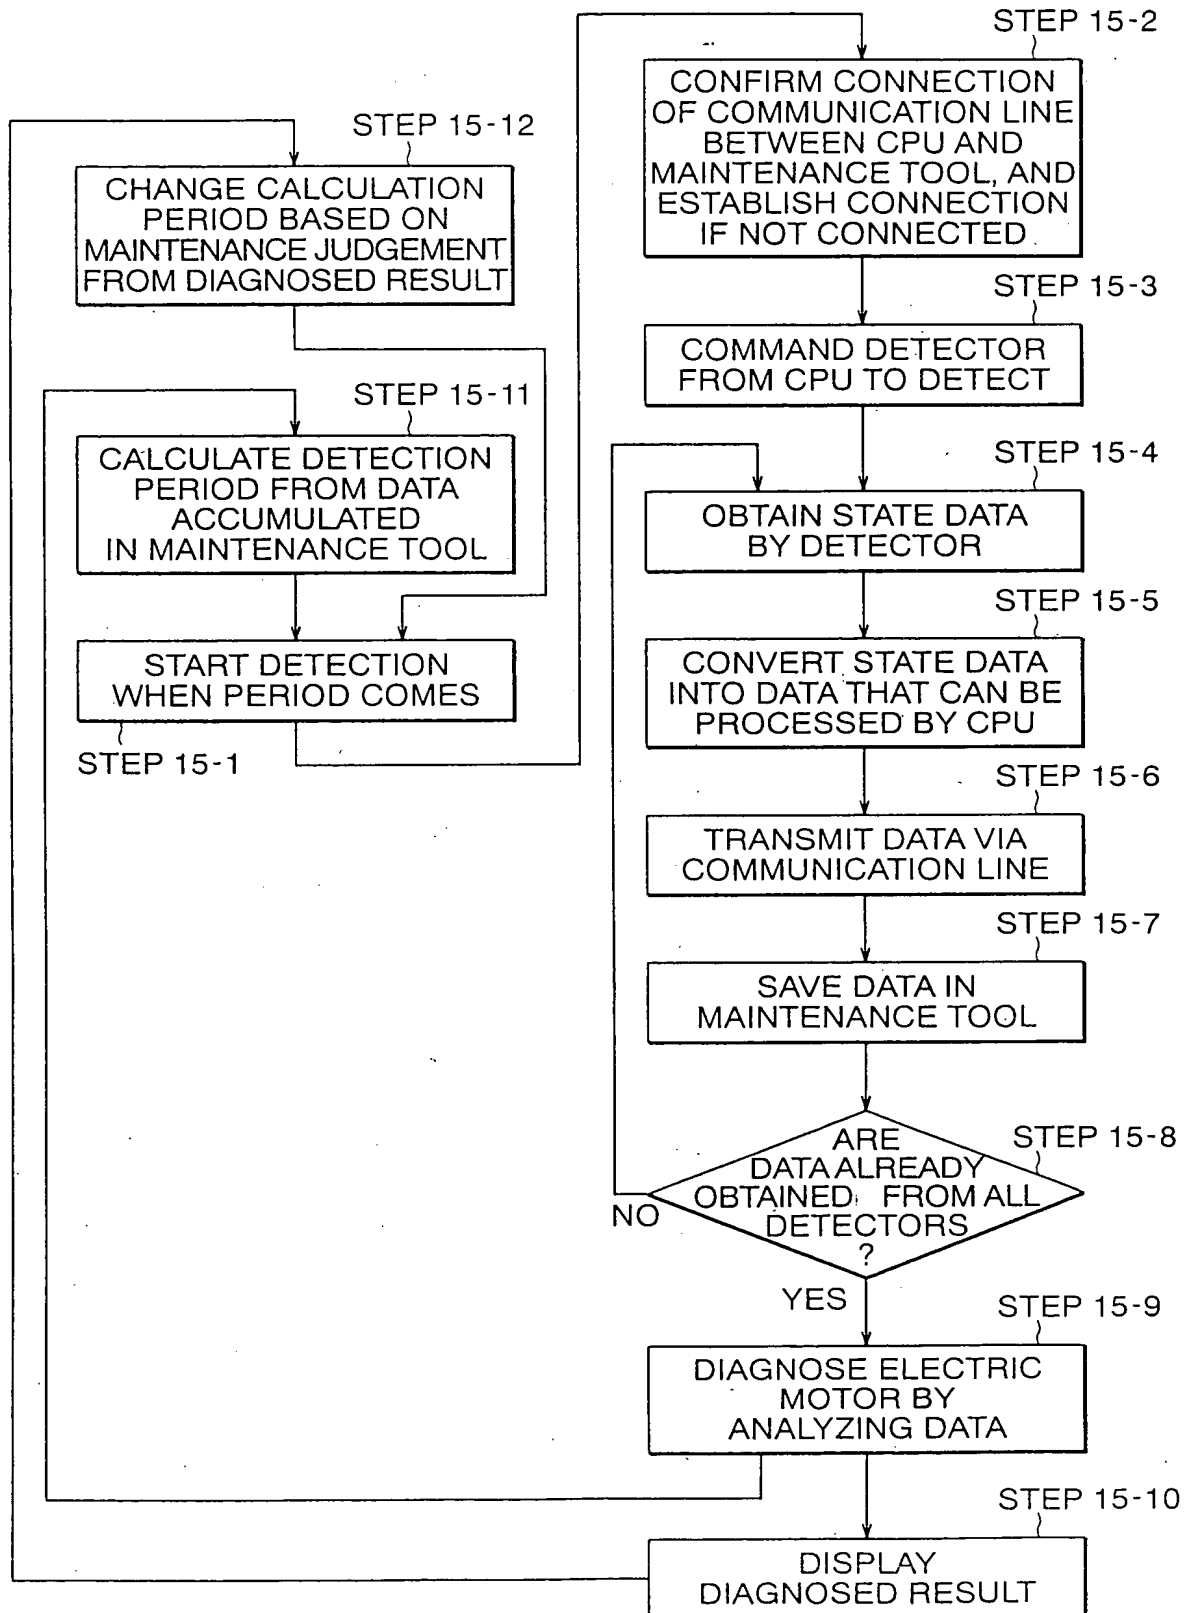 STEP 15-12
CHANGE CALCULATION
PERIOD BASED ON
MAINTENANCE JUDGEMENT
FROM DIAGNOSED RESULT
STEP 15-11
CALCULATE DETECTION
PERIOD FROM DATA
ACCUMULATED
IN MAINTENANCE TOOL
START DETECTION
WHEN PERIOD COMES
STEP 15-1
STEP 15-2
CONFIRM CONNECTION
OF COMMUNICATION LINE
BETWEEN CPU AND
MAINTENANCE TOOL, AND
ESTABLISH CONNECTION
IF NOT CONNECTED
STEP 15-3
COMMAND DETECTOR
FROM CPU TO DETECT
STEP 15-4
OBTAIN STATE DATA
BY DETECTOR
STEP 15-5
CONVERT STATE DATA
INTO DATA THAT CAN BE
PROCESSED BY CPU
STEP 15-6
TRANSMIT DATA VIA
COMMUNICATION LINE
STEP 15-7
SAVE DATA IN
MAINTENANCE TOOL
STEP 15-8
ARE
DATA ALREADY
OBTAINED FROM ALL
DETECTORS
?
NO
YES
STEP 15-9
DIAGNOSE ELECTRIC
MOTOR BY
ANALYZING DATA
STEP 15-10
DISPLAY
DIAGNOSED RESULT